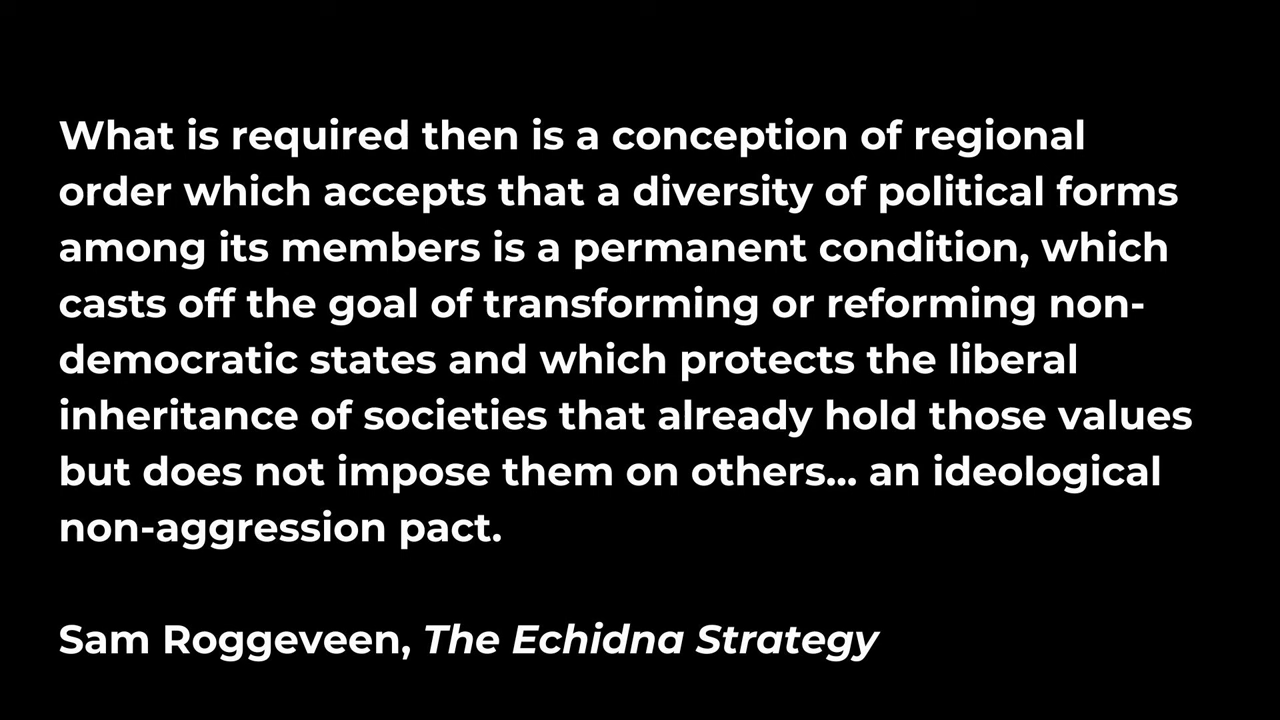 What is required then is a conception of regional
order which accepts that a diversity of political forms
among its members is a permanent condition, which
casts off the goal of transforming or reforming non-
democratic states and which protects the liberal
inheritance of societies that already hold those values
but does not impose them on others... an ideological
non-aggression pact.
Sam Roggeveen, The Echidna Strategy